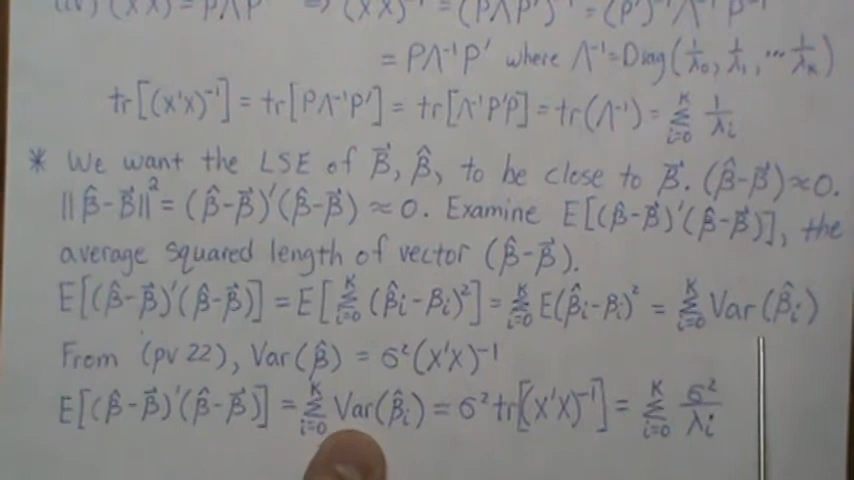 (iv) (X'X) = PΛP' ⇒ (X'X)⁻¹ = (PΛP')⁻¹ = (P')⁻¹Λ⁻¹P⁻¹
= PΛ⁻¹P' where Λ⁻¹=Diag(1/λ₀, 1/λ₁, ... 1/λₖ)
tr[(X'X)⁻¹] = tr[PΛ⁻¹P'] = tr[Λ⁻¹P'P] = tr(Λ⁻¹) = Σᵢ₌₀ᴷ 1/λᵢ
* We want the LSE of β⃗, β̂, to be close to β⃗. (β̂-β⃗)≈0.
||β̂-β⃗||² = (β̂-β⃗)'(β̂-β⃗) ≈ 0. Examine E[(β̂-β⃗)'(β̂-β⃗)], the
average squared length of vector (β̂-β⃗).
E[(β̂-β⃗)'(β̂-β⃗)] = E[Σᵢ₌₀ᴷ (β̂ᵢ-βᵢ)²] = Σᵢ₌₀ᴷ E(β̂ᵢ-βᵢ)² = Σᵢ₌₀ᴷ Var(β̂ᵢ)
From (pv 22), Var(β̂) = σ²(X'X)⁻¹
E[(β̂-β⃗)'(β̂-β⃗)] = Σᵢ₌₀ᴷ Var(β̂ᵢ) = σ² tr[(X'X)⁻¹] = Σᵢ₌₀ᴷ σ²/λᵢ